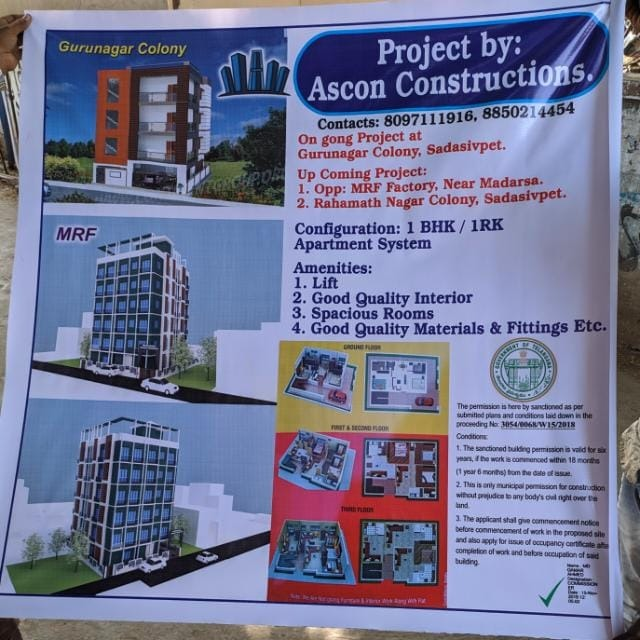 Gurunagar Colony
MRF
Project by:
Ascon Constructions.
Contacts: 8097111916, 8850214454
On gong Project at
Gurunagar Colony, Sadasivpet.
Up Coming Project:
1. Opp: MRF Factory, Near Madarsa.
2. Rahamath Nagar Colony, Sadasivpet.
Configuration: 1 BHK / 1RK
Apartment System
Amenities:
1. Lift
2. Good Quality Interior
3. Spacious Rooms
4. Good Quality Materials & Fittings Etc.
GROUND FLOOR
FIRST & SECOND FLOOR
THIRD FLOOR
Note: We Are Not Giving Furniture & Interior Work Along With Flat
GOVERNMENT OF TELANGANA
The permission is here by sanctioned as per
submitted plans and conditions laid down in the
proceeding No: 3054/0068/W15/2018
Conditions:
1. The sanctioned building permission is valid for six
years, if the work is commenced within 18 months
(1 year 6 months) from the date of issue.
2. This is only municipal permission for construction
without prejudice to any body's civil right over the
land.
3. The applicant shall give commencement notice
before commencement of work in the proposed site
and also apply for issue of occupancy certificate after
completion of work and before occupation of said
building.
Name : MD
QAMAR
AHMED
Designation
COMMISSION
ER